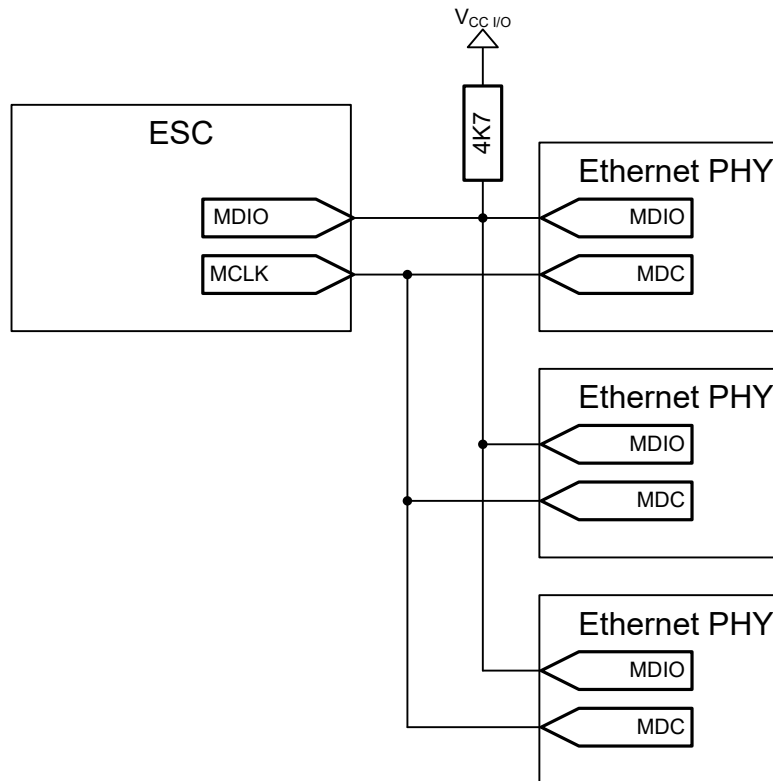 V_CC I/O
4K7
ESC
MDIO
MCLK
Ethernet PHY
MDIO
MDC
Ethernet PHY
MDIO
MDC
Ethernet PHY
MDIO
MDC